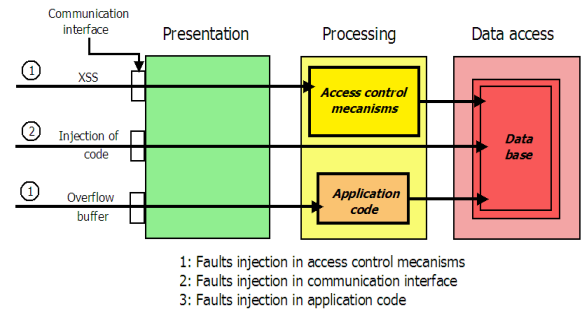 Communication
interface
Presentation
Processing
Data access
1
XSS
Access control
mecanisms
2
Injection of
code
Data
base
1
Overflow
buffer
Application
code
1: Faults injection in access control mechanisms
2: Faults injection in communication interface
3: Faults injection in application code